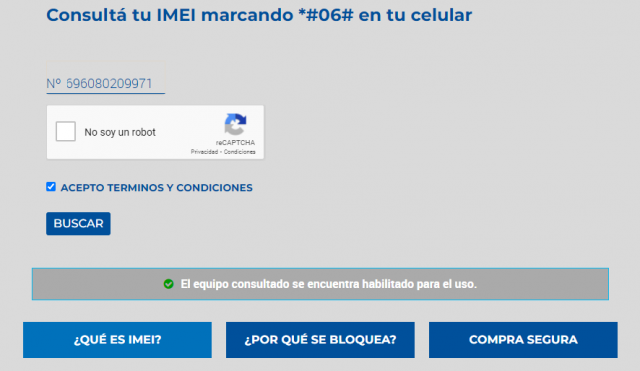 Consultá tu IMEI marcando *#06# en tu celular
Nº 696080209971
No soy un robot
reCAPTCHA
Privacidad - Condiciones
ACEPTO TERMINOS Y CONDICIONES
BUSCAR
El equipo consultado se encuentra habilitado para el uso.
¿QUÉ ES IMEI? ¿POR QUÉ SE BLOQUEA? COMPRA SEGURA